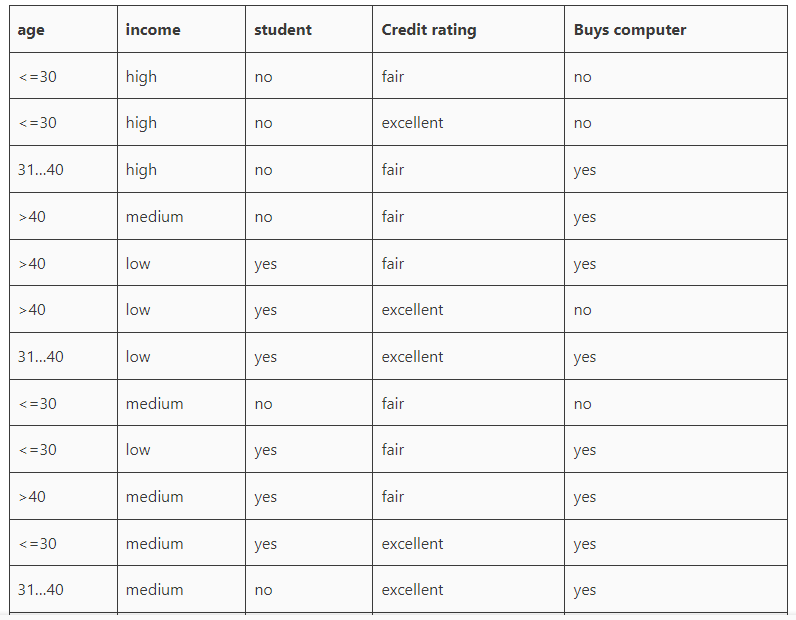 age income student Credit rating Buys computer
<=30 high no fair no
<=30 high no excellent no
31...40 high no fair yes
>40 medium no fair yes
>40 low yes fair yes
>40 low yes excellent no
31...40 low yes excellent yes
<=30 medium no fair no
<=30 low yes fair yes
>40 medium yes fair yes
<=30 medium yes excellent yes
31...40 medium no excellent yes